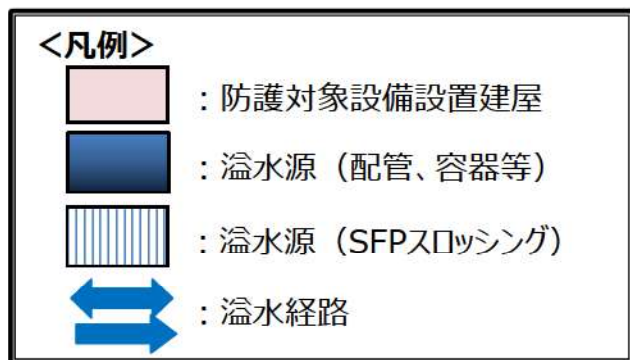 ＜凡例＞
：防護対象設備設置建屋
：溢水源（配管、容器等）
：溢水源（SFPスロッシング）
：溢水経路